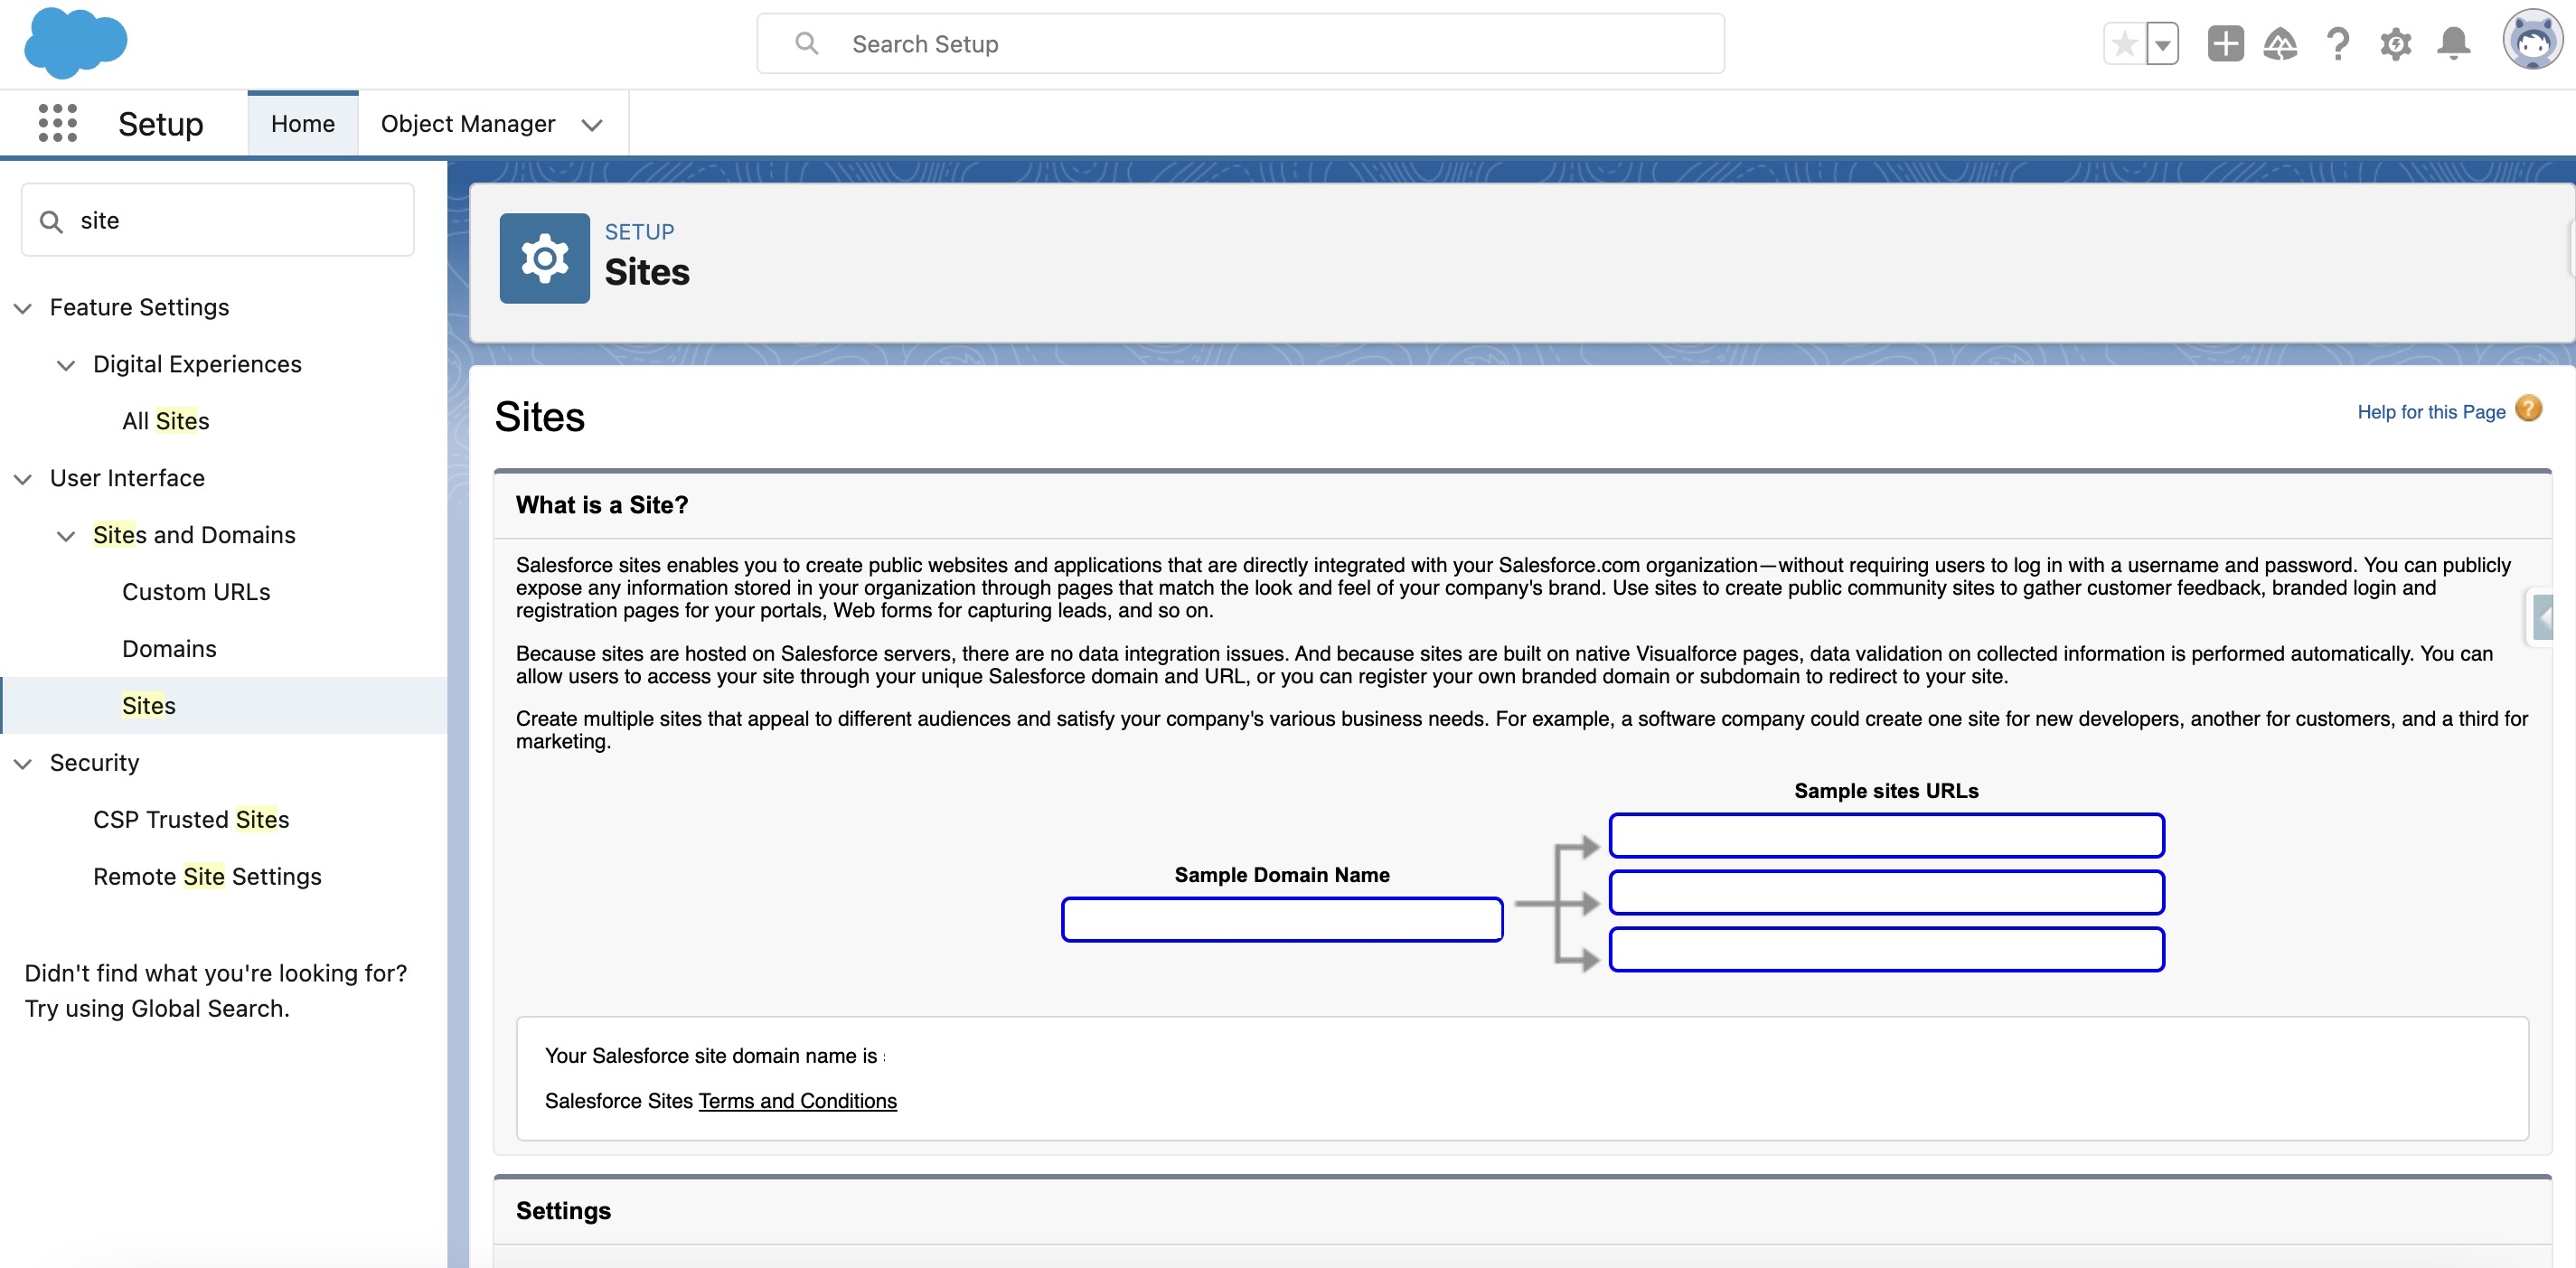 Search Setup
Setup
Home
Object Manager
site
Feature Settings
Digital Experiences
All Sites
User Interface
Sites and Domains
Custom URLs
Domains
Sites
Security
CSP Trusted Sites
Remote Site Settings
Didn't find what you're looking for?
Try using Global Search.
SETUP
Sites
Sites
Help for this Page
What is a Site?
Salesforce sites enables you to create public websites and applications that are directly integrated with your Salesforce.com organization—without requiring users to log in with a username and password. You can publicly
expose any information stored in your organization through pages that match the look and feel of your company's brand. Use sites to create public community sites to gather customer feedback, branded login and
registration pages for your portals, Web forms for capturing leads, and so on.
Because sites are hosted on Salesforce servers, there are no data integration issues. And because sites are built on native Visualforce pages, data validation on collected information is performed automatically. You can
allow users to access your site through your unique Salesforce domain and URL, or you can register your own branded domain or subdomain to redirect to your site.
Create multiple sites that appeal to different audiences and satisfy your company's various business needs. For example, a software company could create one site for new developers, another for customers, and a third for
marketing.
Sample sites URLs
Sample Domain Name
Your Salesforce site domain name is
Salesforce Sites Terms and Conditions
Settings